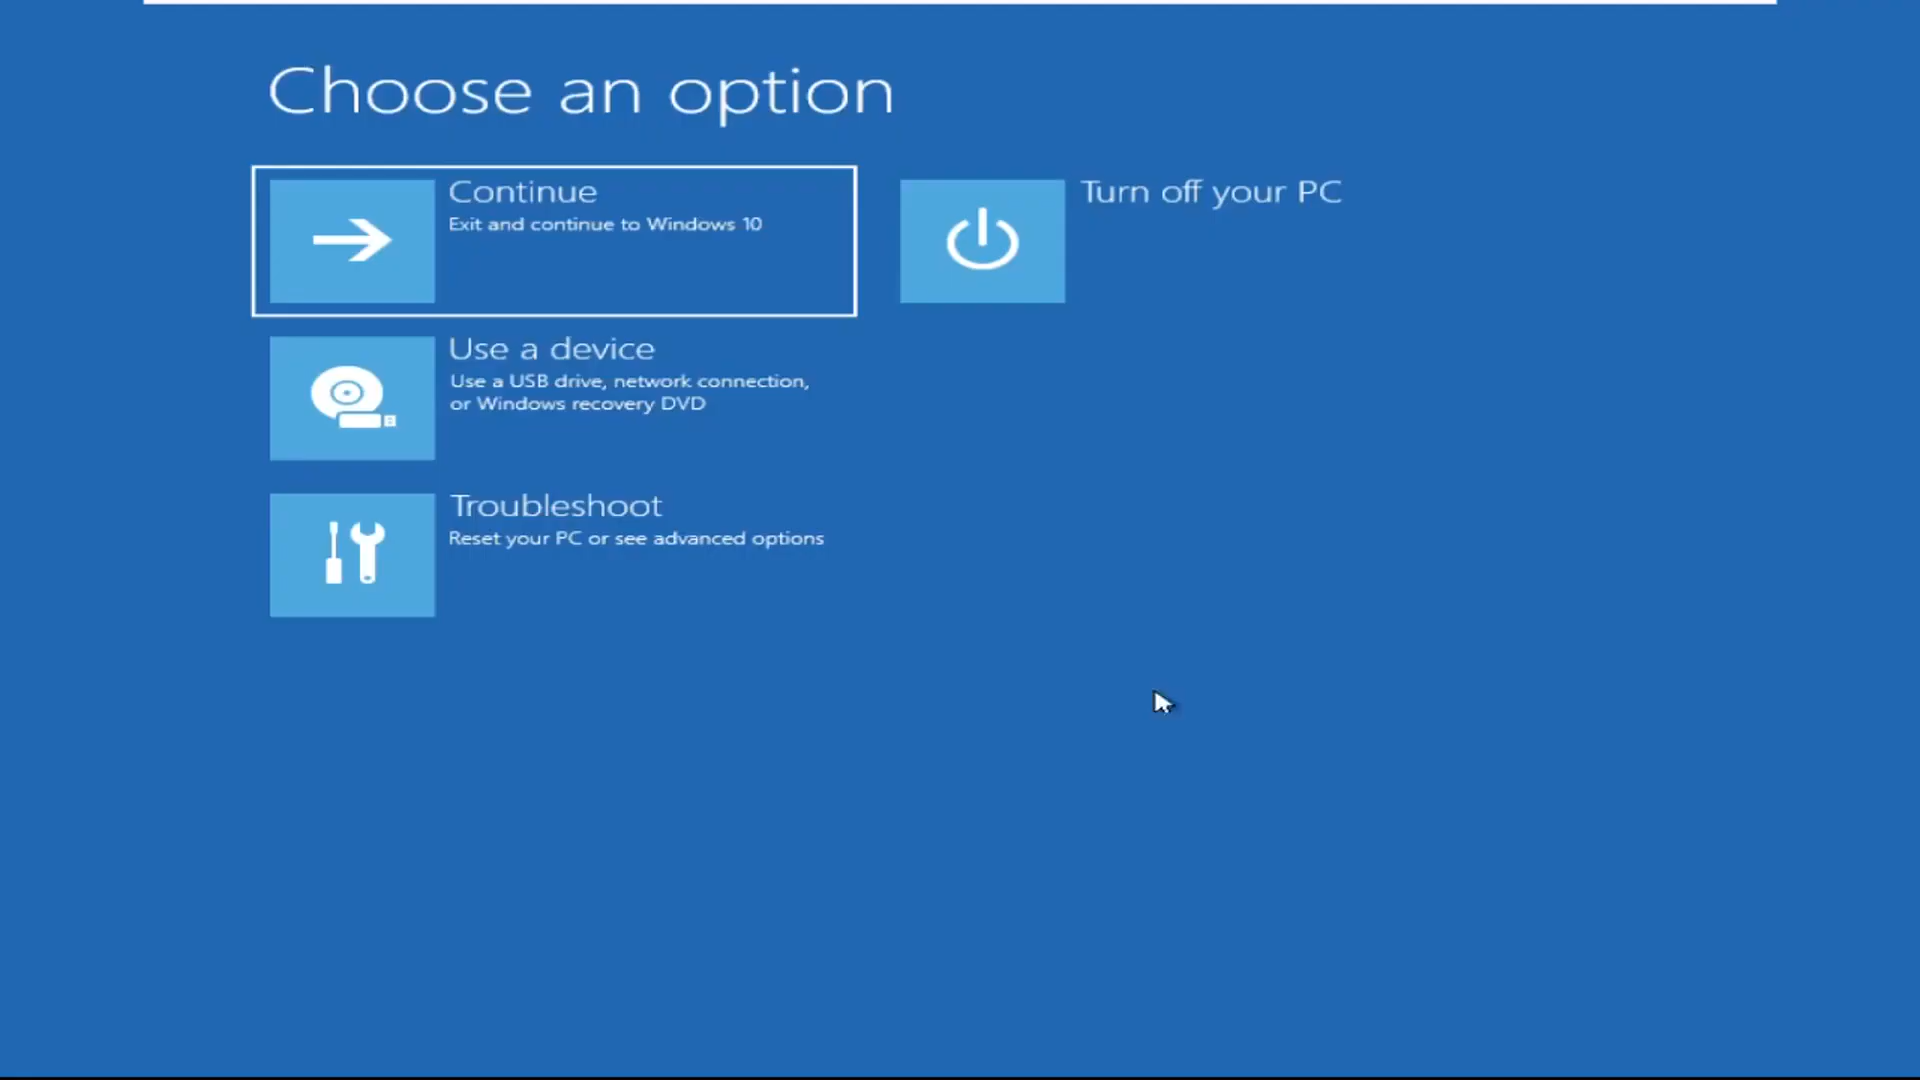 Choose an option
Continue
Exit and continue to Windows 10
Turn off your PC
Use a device
Use a USB drive, network connection,
or Windows recovery DVD
Troubleshoot
Reset your PC or see advanced options